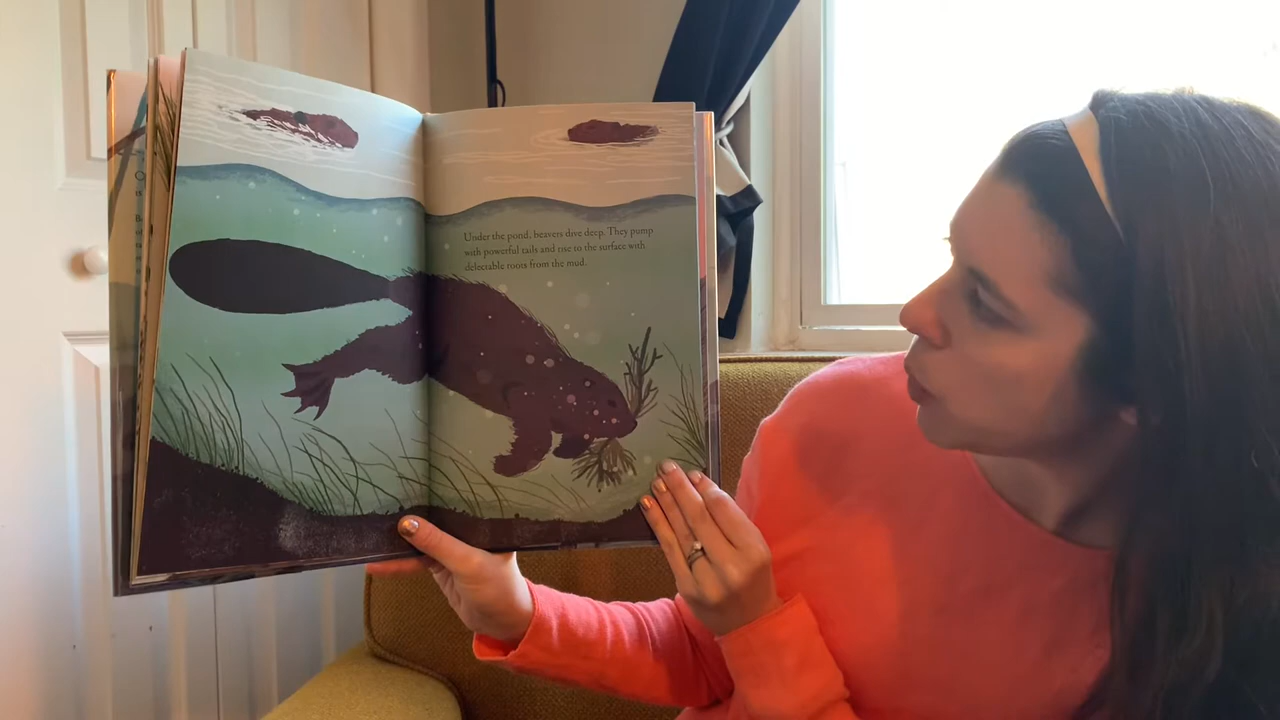 Under the pond, beavers dive deep. They pump
with powerful tails and rise to the surface with
delectable roots from the mud.